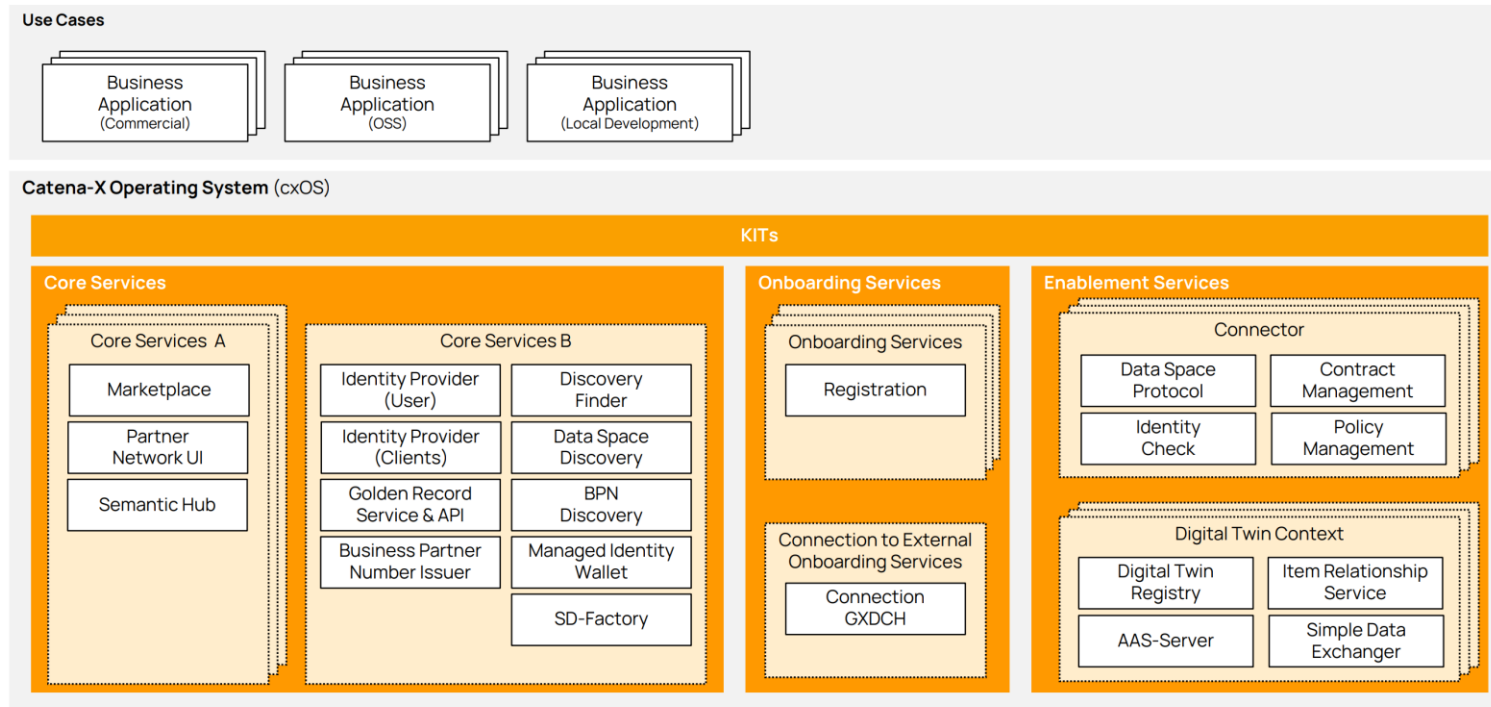 Use Cases
Business
Application
(Commercial)
Business
Application
(OSS)
Business
Application
(Local Development)
Catena-X Operating System (cxOS)
KITs
Core Services
Core Services A
Marketplace
Partner
Network UI
Semantic Hub
Core Services B
Identity Provider
(User)
Discovery
Finder
Identity Provider
(Clients)
Data Space
Discovery
Golden Record
Service & API
BPN
Discovery
Business Partner
Number Issuer
Managed Identity
Wallet
SD-Factory
Onboarding Services
Onboarding Services
Registration
Connection to External
Onboarding Services
Connection
GXDCH
Enablement Services
Connector
Data Space
Protocol
Contract
Management
Identity
Check
Policy
Management
Digital Twin Context
Digital Twin
Registry
Item Relationship
Service
AAS-Server
Simple Data
Exchanger